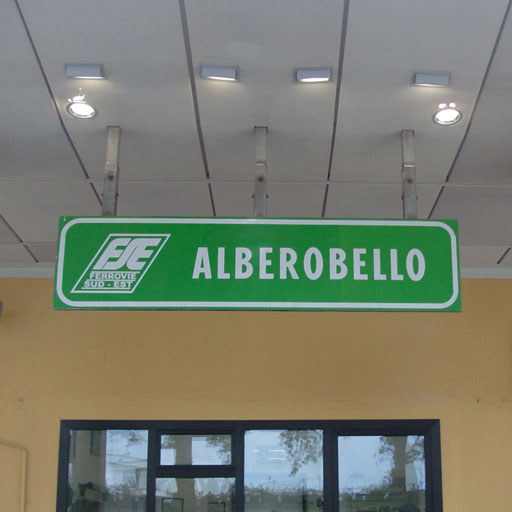 FSE
FERROVIE
SUD - EST
ALBEROBELLO